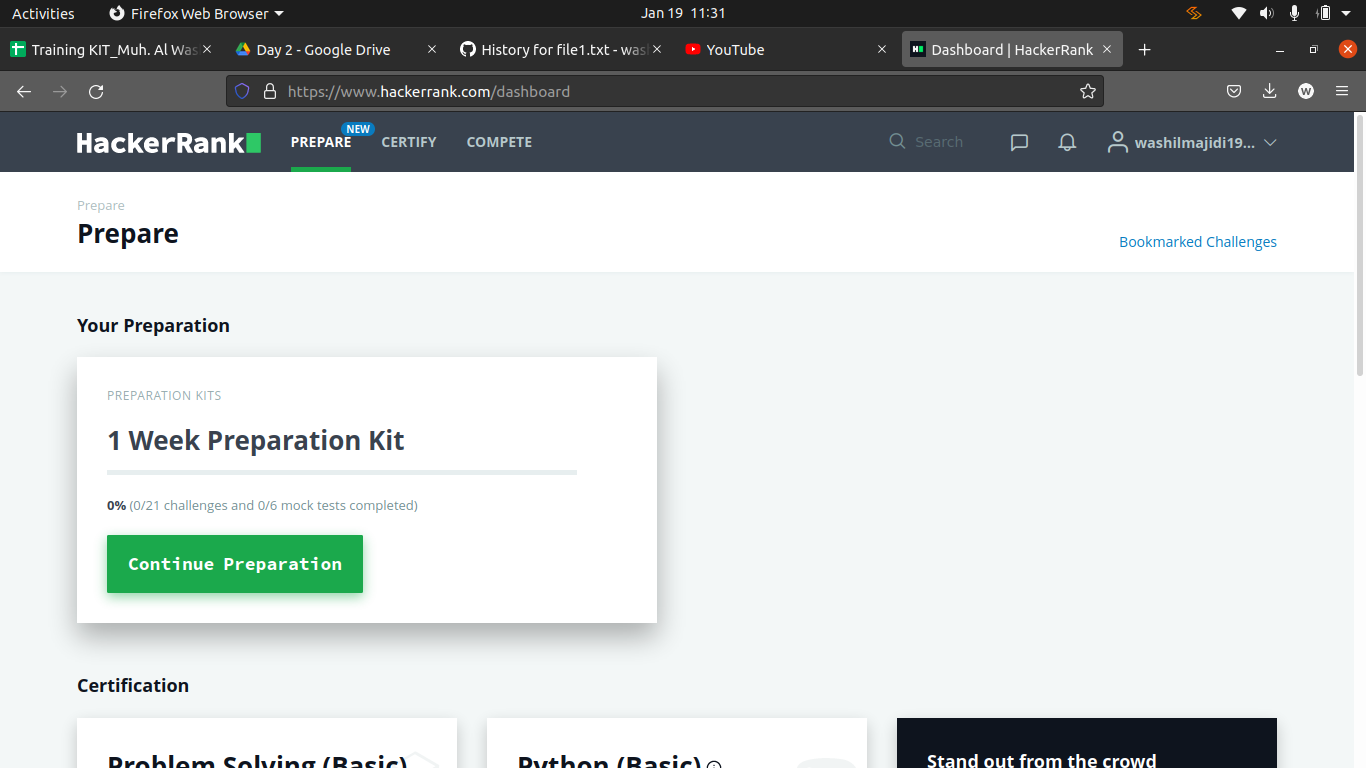 Activities Firefox Web Browser Jan 19 11:31
Training KIT_Muh. Al Was Day 2 - Google Drive History for file1.txt - was YouTube Dashboard | HackerRank
https://www.hackerrank.com/dashboard W
HackerRank PREPARE NEW CERTIFY COMPETE Search washilmajidi19...
Prepare
Prepare
Bookmarked Challenges
Your Preparation
PREPARATION KITS
1 Week Preparation Kit
0% (0/21 challenges and 0/6 mock tests completed)
Continue Preparation
Certification
Problem Solving (Basic) Python (Basic) Stand out from the crowd